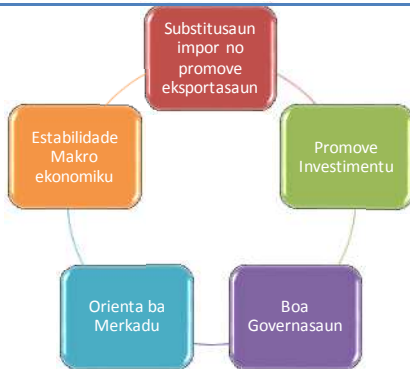 Substitusaun
impor no
promove
eksportasaun
Promove
Investimentu
Boa
Governasaun
Orienta ba
Merkadu
Estabilidade
Makro
ekonomiku